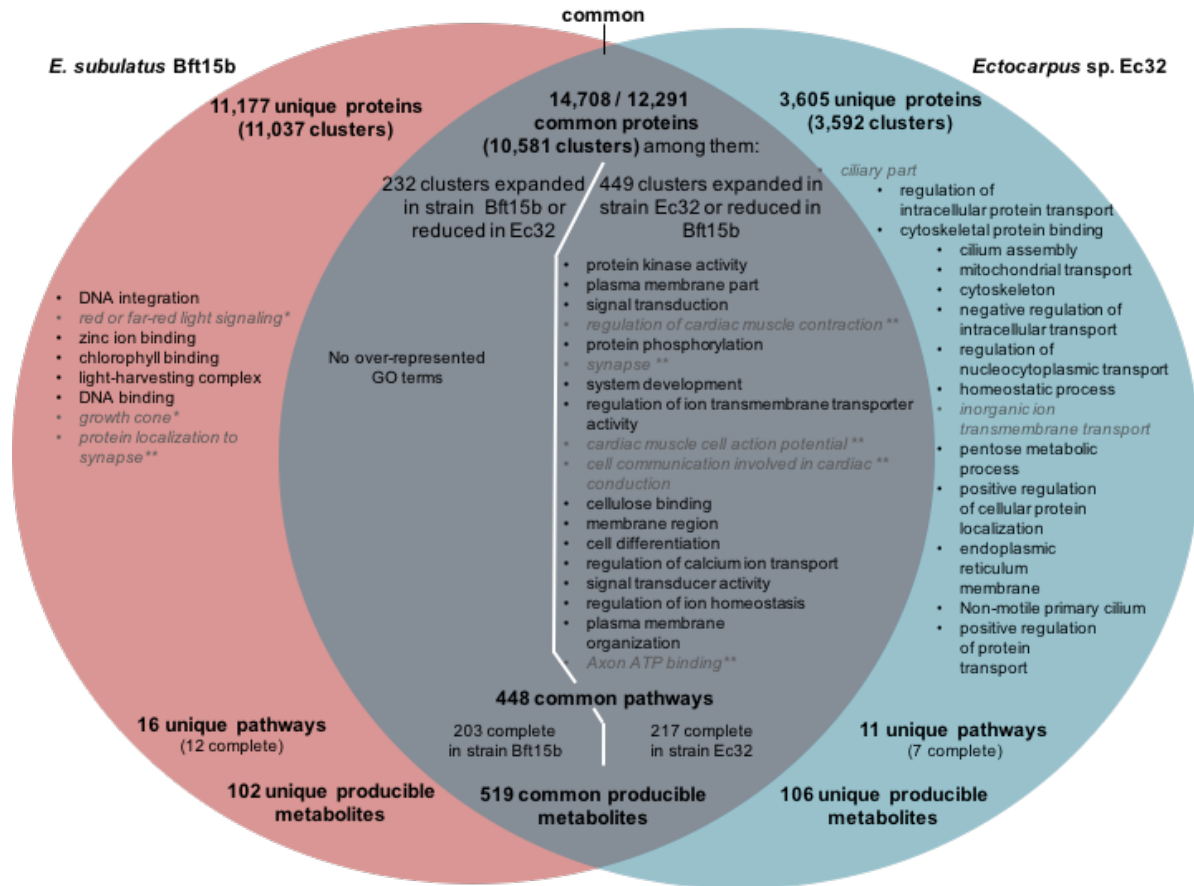 common
E. subulatus Bft15b
Ectocarpus sp. Ec32
11,177 unique proteins
(11,037 clusters)
14,708 / 12,291
common proteins
(10,581 clusters) among them:
3,605 unique proteins
(3,592 clusters)
232 clusters expanded
in strain Bft15b or
reduced in Ec32
449 clusters expanded in
strain Ec32 or reduced in
Bft15b
• DNA integration
• red or far-red light signaling*
• zinc ion binding
• chlorophyll binding
• light-harvesting complex
• DNA binding
• growth cone*
• protein localization to
synapse**
No over-represented
GO terms
• protein kinase activity
• plasma membrane part
• signal transduction
• regulation of cardiac muscle contraction **
• protein phosphorylation
• synapse **
• system development
• regulation of ion transmembrane transporter
activity
• cardiac muscle cell action potential **
• cell communication involved in cardiac **
conduction
• cellulose binding
• membrane region
• cell differentiation
• regulation of calcium ion transport
• signal transducer activity
• regulation of ion homeostasis
• plasma membrane
organization
• Axon ATP binding**
• ciliary part
• regulation of
intracellular protein transport
• cytoskeletal protein binding
• cilium assembly
• mitochondrial transport
• cytoskeleton
• negative regulation of
intracellular transport
• regulation of
nucleocytoplasmic transport
• homeostatic process
• inorganic ion
transmembrane transport
• pentose metabolic
process
• positive regulation
of cellular protein
localization
• endoplasmic
reticulum
membrane
• Non-motile primary cilium
• positive regulation
of protein
transport
16 unique pathways
(12 complete)
448 common pathways
203 complete
in strain Bft15b
217 complete
in strain Ec32
11 unique pathways
(7 complete)
102 unique producible
metabolites
519 common producible
metabolites
106 unique producible
metabolites